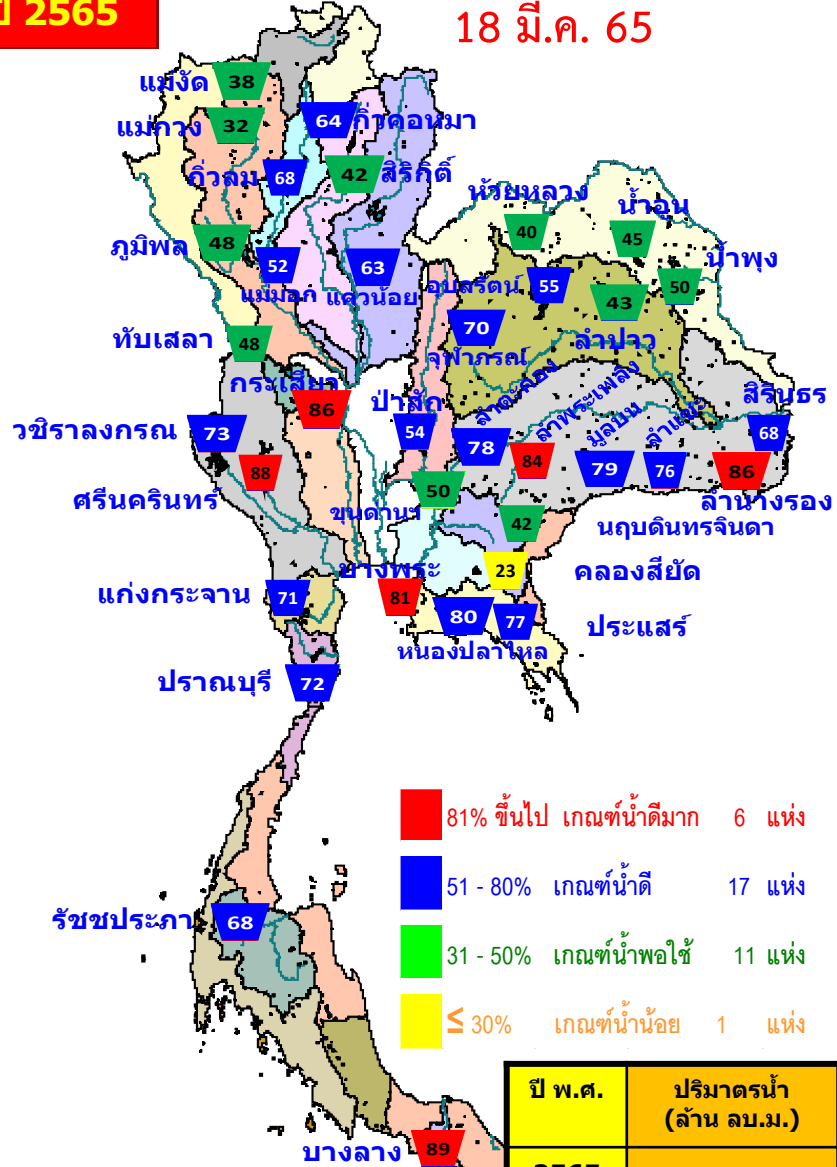 ปี 2565
18 มี.ค. 65
แม่งัด
38
แม่กวง
32
64
กิ่วคอหมา
กิ่วลม
68
42
สิริกิติ์
ห้วยหลวง
40
น้ำอูน
45
ภูมิพล
48
52
แม่มอก
63
แควน้อย
อุบลรัตน์
55
น้ำพุง
50
43
ลำปาว
70
จุฬาภรณ์
ทับเสลา
48
กระเสียว
86
ป่าสัก
54
ลำตะคอง
78
ลำพระเพลิง
84
มูลบน
79
ลำแชะ
76
สิรินธร
68
86
ลำนางรอง
วชิราลงกรณ
73
ศรีนครินทร์
88
50
ขุนด่านฯ
42
นฤบดินทรจินดา
23
คลองสียัด
บางพระ
81
80
หนองปลาไหล
77
ประแสร์
แก่งกระจาน
71
ปราณบุรี
72
81% ขึ้นไป เกณฑ์น้ำดีมาก 6 แห่ง
51 - 80% เกณฑ์น้ำดี 17 แห่ง
31 - 50% เกณฑ์น้ำพอใช้ 11 แห่ง
≤ 30% เกณฑ์น้ำน้อย 1 แห่ง
รัชชประภา
68
บางลาง
89
ปี พ.ศ.
ปริมาตรน้ำ
(ล้าน ลบ.ม.)
2565